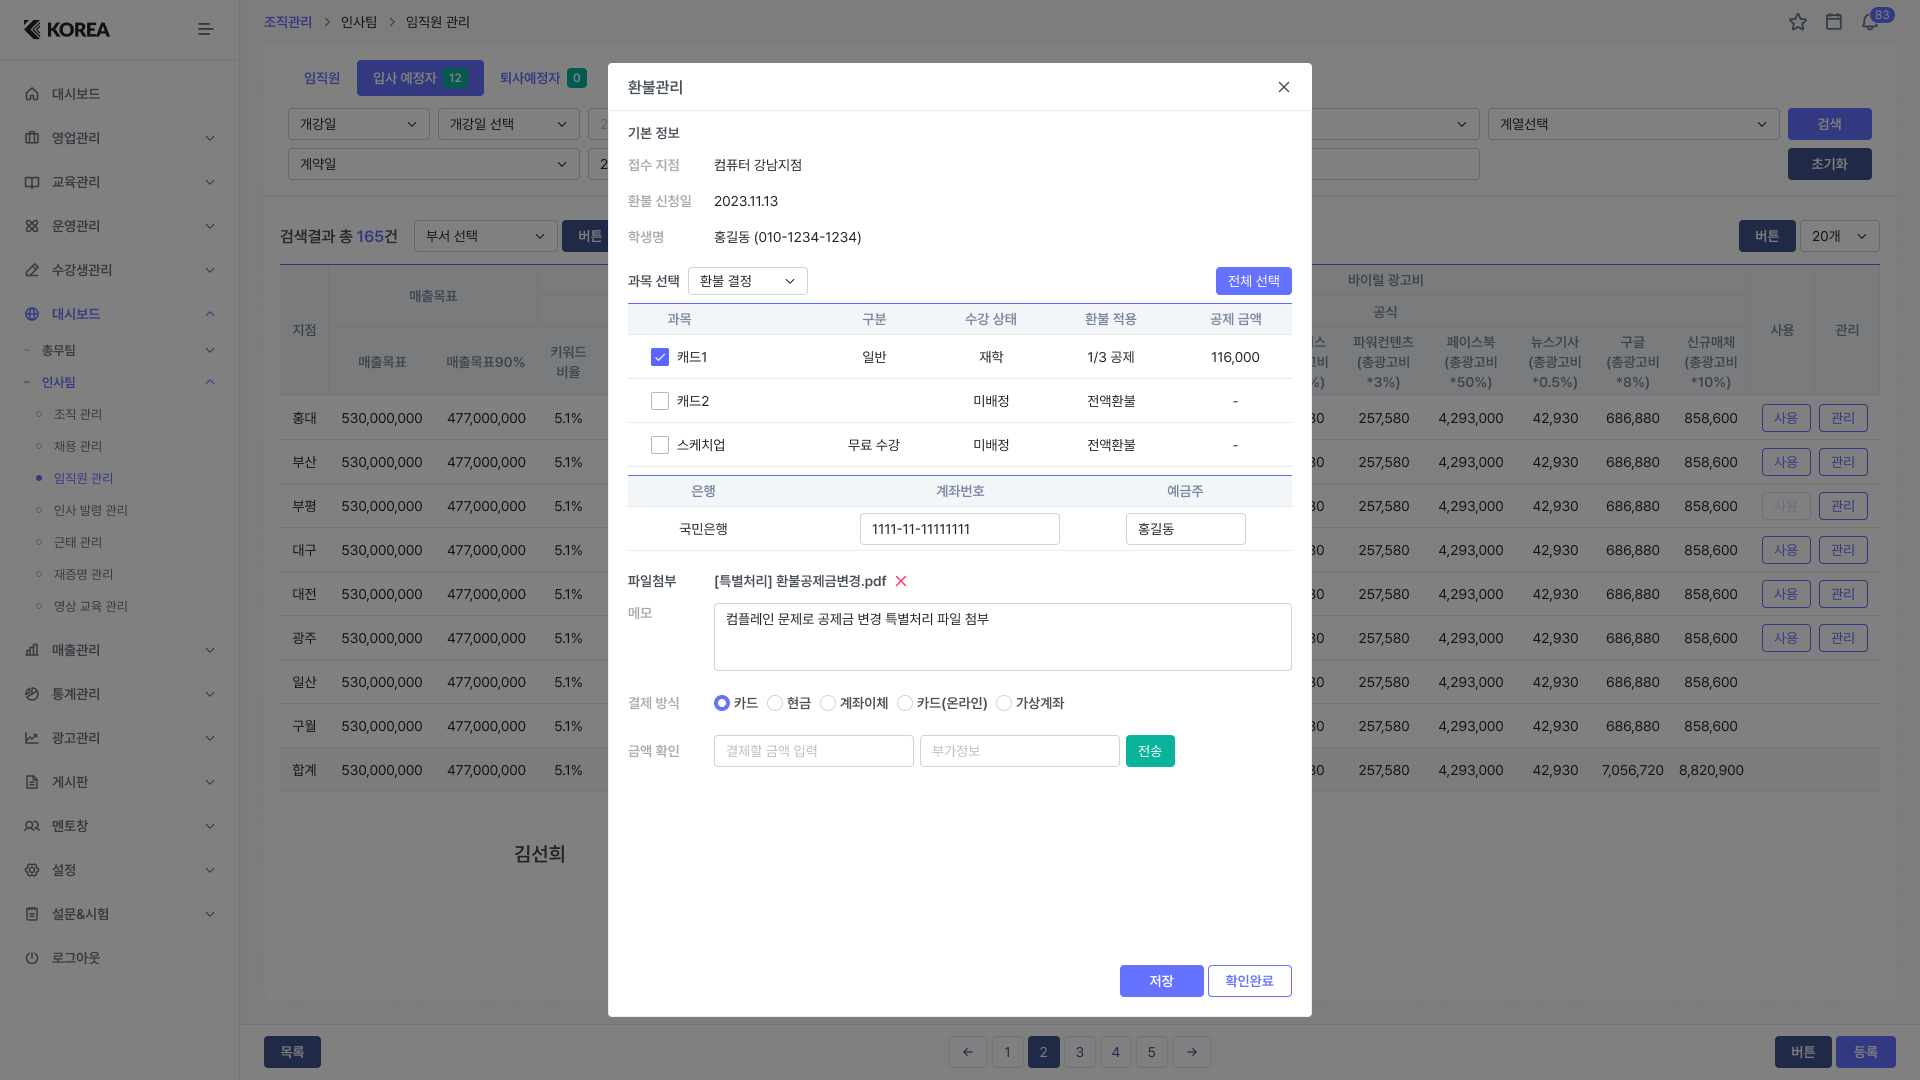 KOREA
조직관리 > 인사팀 > 임직원 관리
83
대시보드
영업관리
교육관리
운영관리
수강생관리
대시보드
총무팀
인사팀
조직 관리
채용 관리
임직원 관리
인사 발령 관리
근태 관리
재증명 관리
영상 교육 관리
매출관리
통계관리
광고관리
게시판
멘토창
설정
설문&시험
로그아웃
임직원 입사 예정자 12 퇴사예정자 0
개강일 개강일 선택 2 계열선택 검색
계약일 2 초기화
검색결과 총 165건 부서 선택 버튼 버튼 20개
지점 매출목표 바이럴 광고비 사용 관리
공식
매출목표 매출목표90% 키워드 비율
파워컨텐츠 (총광고비 *3%) 페이스북 (총광고비 *50%) 뉴스기사 (총광고비 *0.5%) 구글 (총광고비 *8%) 신규매체 (총광고비 *10%)
홍대 530,000,000 477,000,000 5.1% 257,580 4,293,000 42,930 686,880 858,600 사용 관리
부산 530,000,000 477,000,000 5.1% 257,580 4,293,000 42,930 686,880 858,600 사용 관리
부평 530,000,000 477,000,000 5.1% 257,580 4,293,000 42,930 686,880 858,600 사용 관리
대구 530,000,000 477,000,000 5.1% 257,580 4,293,000 42,930 686,880 858,600 사용 관리
대전 530,000,000 477,000,000 5.1% 257,580 4,293,000 42,930 686,880 858,600 사용 관리
광주 530,000,000 477,000,000 5.1% 257,580 4,293,000 42,930 686,880 858,600 사용 관리
일산 530,000,000 477,000,000 5.1% 257,580 4,293,000 42,930 686,880 858,600
구월 530,000,000 477,000,000 5.1% 257,580 4,293,000 42,930 686,880 858,600
합계 530,000,000 477,000,000 5.1% 257,580 4,293,000 42,930 7,056,720 8,820,900
김선희
환불관리
기본 정보
접수 지점 컴퓨터 강남지점
환불 신청일 2023.11.13
학생명 홍길동 (010-1234-1234)
과목 선택 환불 결정 전체 선택
과목 구분 수강 상태 환불 적용 공제 금액
캐드1 일반 재학 1/3 공제 116,000
캐드2 미배정 전액환불 -
스케치업 무료 수강 미배정 전액환불 -
은행 계좌번호 예금주
국민은행 1111-11-11111111 홍길동
파일첨부 [특별처리] 환불공제금변경.pdf
메모 컴플레인 문제로 공제금 변경 특별처리 파일 첨부
결제 방식 카드 현금 계좌이체 카드(온라인) 가상계좌
금액 확인 결제할 금액 입력 부가정보 전송
저장 확인완료
목록 ← 1 2 3 4 5 → 버튼 등록